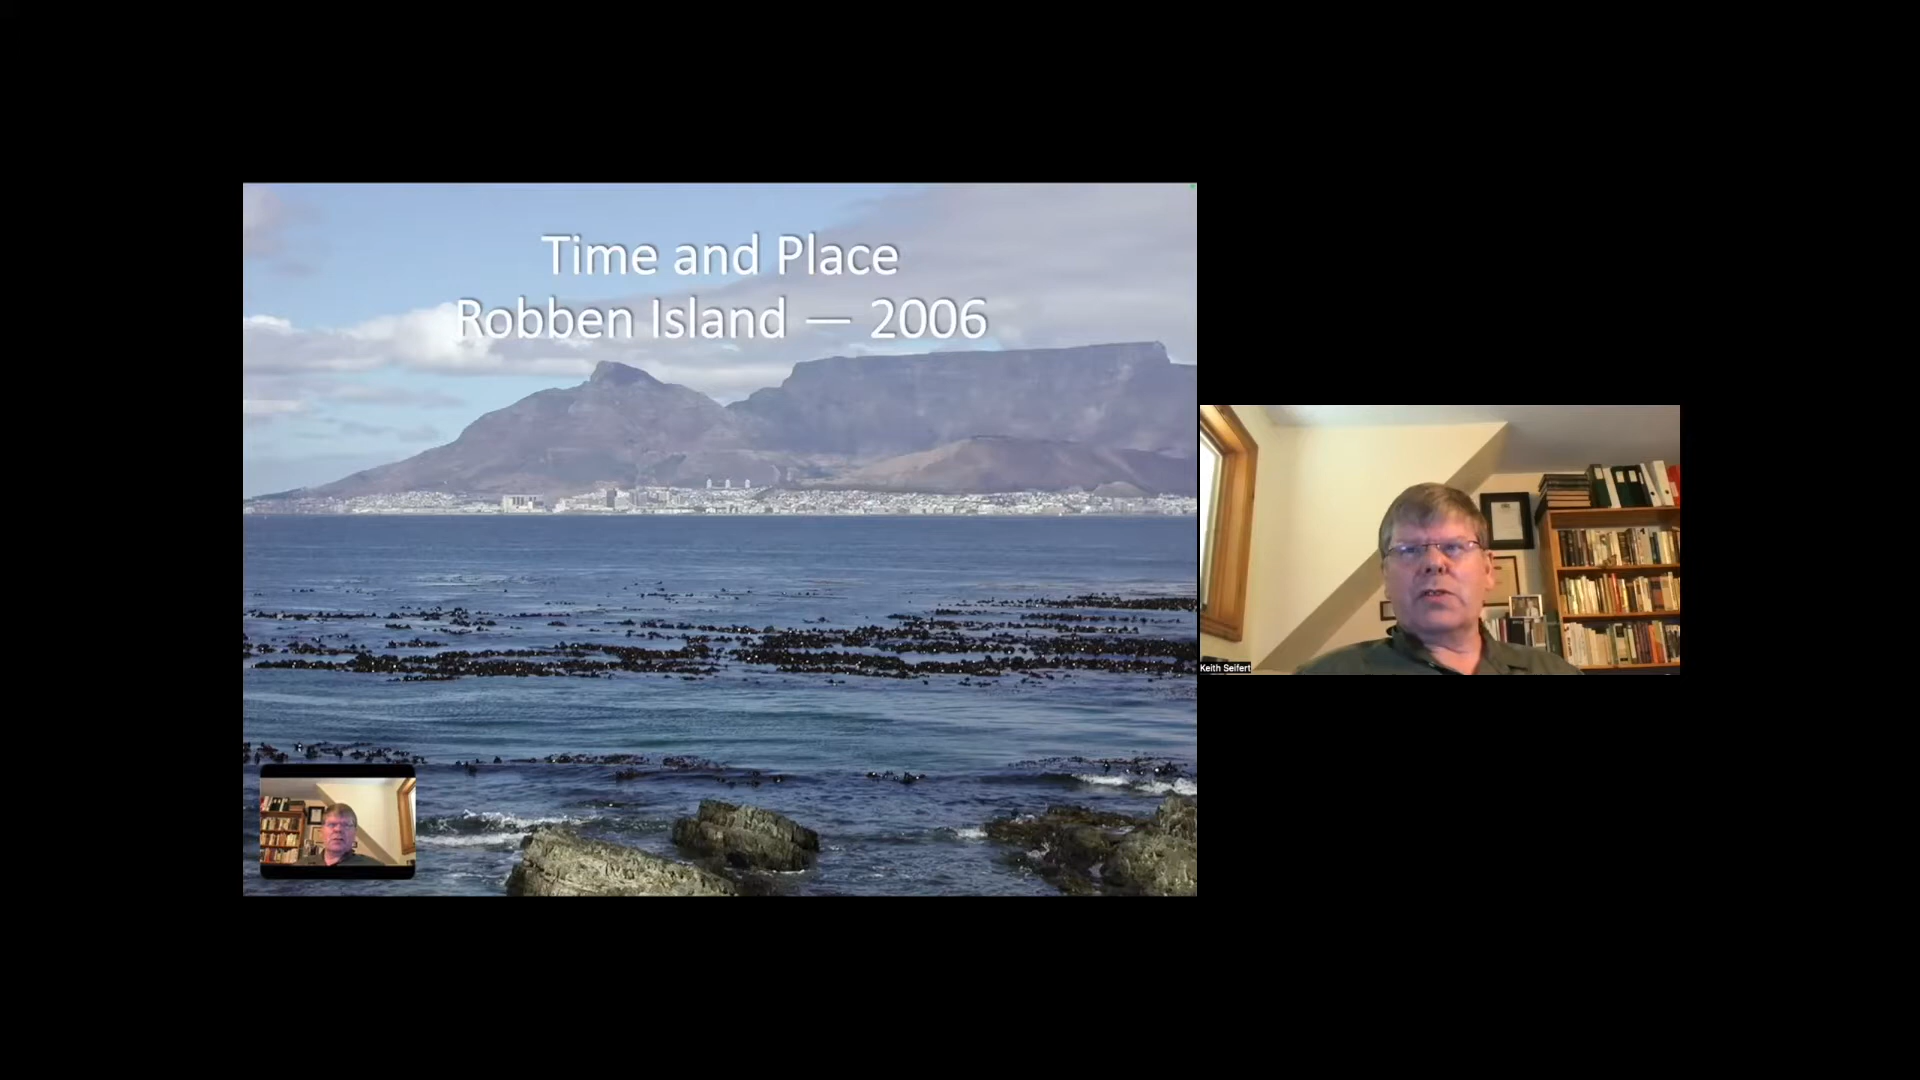 Time and Place
Robben Island — 2006
Keith Seifert